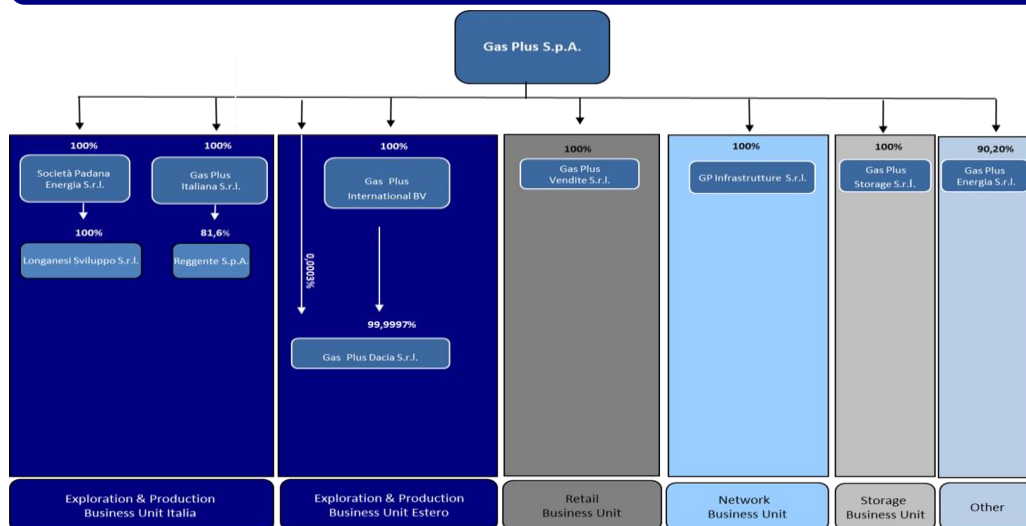 Gas Plus S.p.A.
100%
Società Padana
Energia S.r.l.
100%
Longanesi Sviluppo S.r.l.
100%
Gas Plus
Italiana S.r.l.
81,6%
Reggente S.p.A.
0,0003%
100%
Gas Plus
International BV
99,9997%
Gas Plus Dacia S.r.l.
100%
Gas Plus
Vendite S.r.l.
100%
GP Infrastrutture S.r.l.
100%
Gas Plus
Storage S.r.l.
90,20%
Gas Plus
Energia S.r.l.
Exploration & Production
Business Unit Italia
Exploration & Production
Business Unit Estero
Retail
Business Unit
Network
Business Unit
Storage
Business Unit
Other